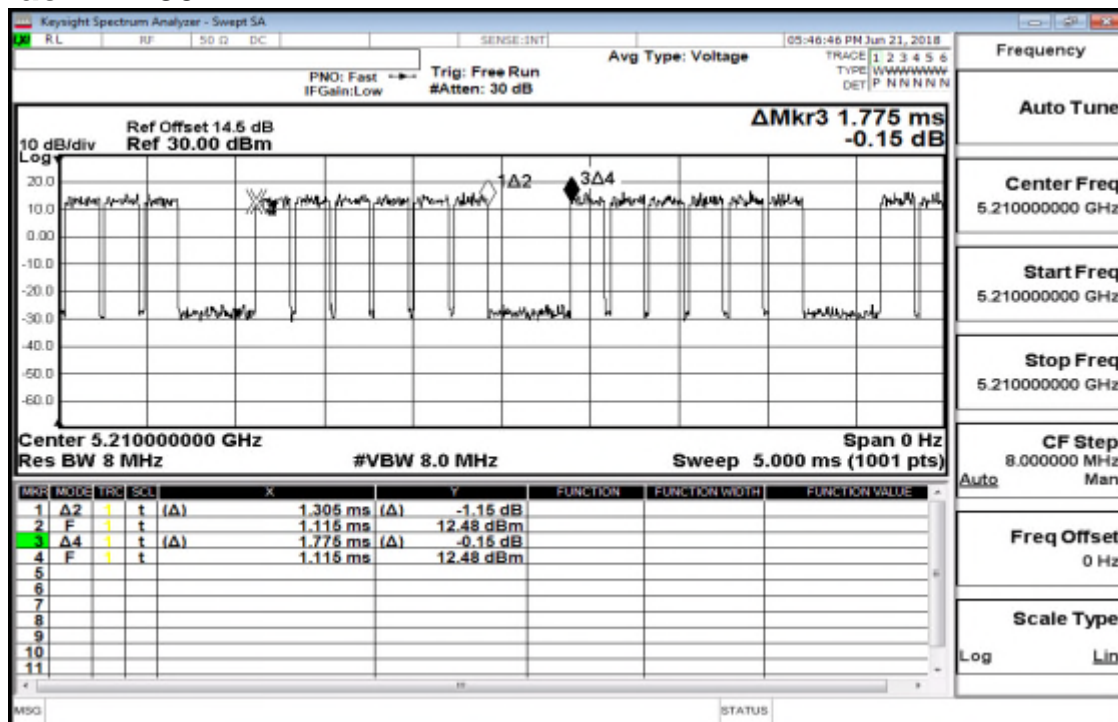 Keysight Spectrum Analyzer - Swept SA
RL RF 50 Ω DC SENSE:INT 05:46:46 PM Jun 21, 2018
Avg Type: Voltage
TRACE 1 2 3 4 5 6
TYPE WWWWWWW
DET P N N N N N
PNO: Fast
IFGain:Low
Trig: Free Run
#Atten: 30 dB
ΔMkr3 1.775 ms
-0.15 dB
Ref Offset 14.5 dB
10 dB/div Ref 30.00 dBm
Log
20.0
10.0
0.00
-10.0
-20.0
-30.0
-40.0
-50.0
-60.0
1Δ2
3Δ4
Center 5.210000000 GHz Span 0 Hz
Res BW 8 MHz #VBW 8.0 MHz Sweep 5.000 ms (1001 pts)
MKR MODE TRC SCL X Y FUNCTION FUNCTION WIDTH FUNCTION VALUE
1 Δ2 1 t (Δ) 1.305 ms (Δ) -1.15 dB
2 F 1 t 1.115 ms 12.48 dBm
3 Δ4 1 t (Δ) 1.775 ms (Δ) -0.15 dB
4 F 1 t 1.115 ms 12.48 dBm
5
6
7
8
9
10
11
MSG STATUS
Frequency
Auto Tune
Center Freq
5.210000000 GHz
Start Freq
5.210000000 GHz
Stop Freq
5.210000000 GHz
CF Step
8.000000 MHz
Auto Man
Freq Offset
0 Hz
Scale Type
Log Lin